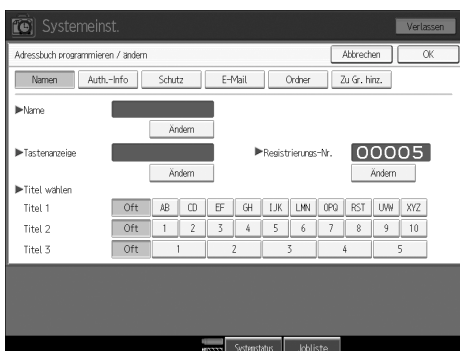 Systemeinst.
Verlassen
Adressbuch programmieren / ändern
Abbrechen
OK
Namen
Auth.-Info
Schutz
E-Mail
Ordner
Zu Gr. hinz.
►Name
Ändern
►Tastenanzeige
►Registrierungs-Nr.
00005
Ändern
Ändern
►Titel wählen
Titel 1 Oft AB CD EF GH IJK LMN OPQ RST UVW XYZ
Titel 2 Oft 1 2 3 4 5 6 7 8 9 10
Titel 3 Oft 1 2 3 4 5
Systemstatus
Jobliste